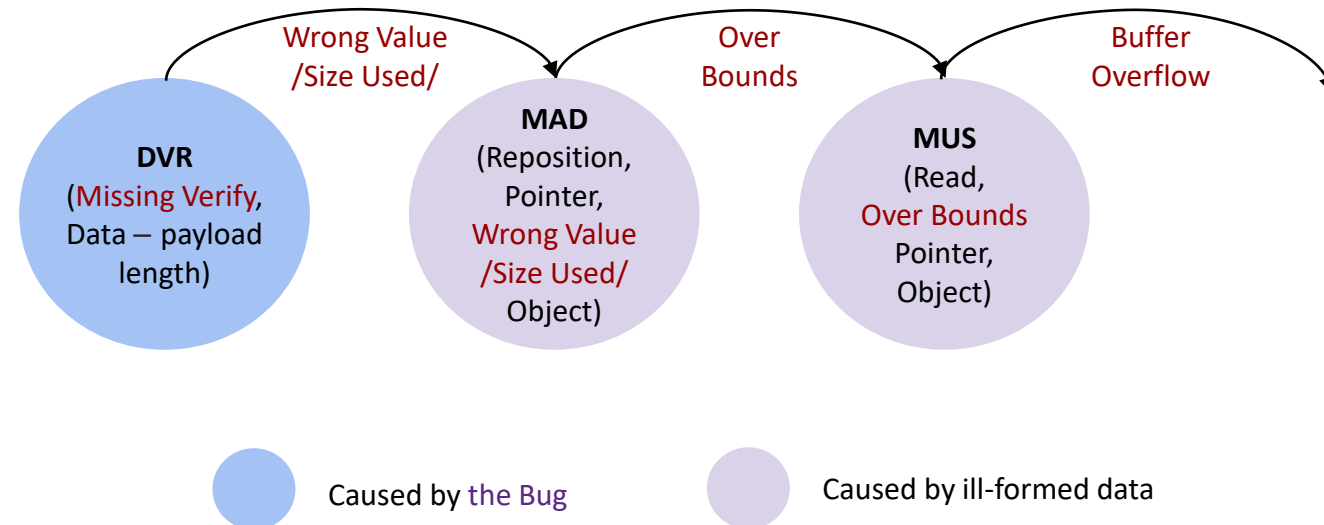 Wrong Value
/Size Used/
Over
Bounds
Buffer
Overflow
DVR
(Missing Verify,
Data – payload
length)
MAD
(Reposition,
Pointer,
Wrong Value
/Size Used/
Object)
MUS
(Read,
Over Bounds
Pointer,
Object)
Caused by the Bug
Caused by ill-formed data